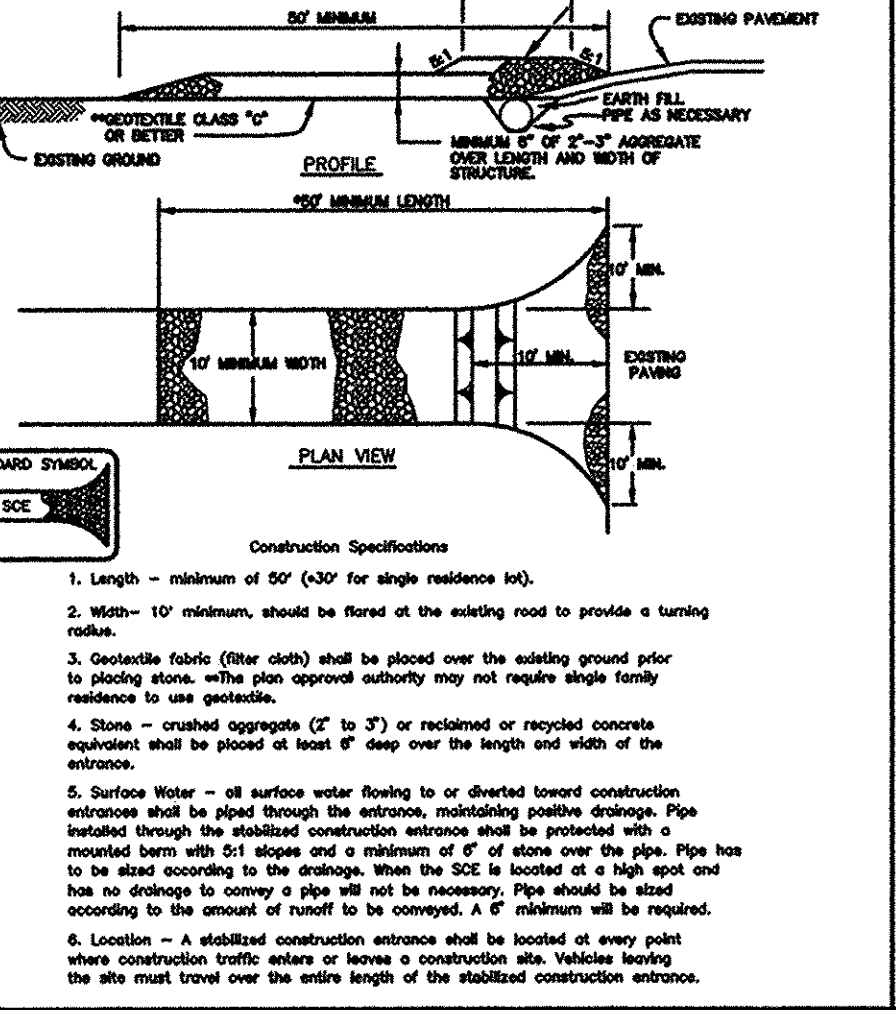 50' MINIMUM
EXISTING PAVEMENT
5:1
5:1
EARTH FILL
PIPE AS NECESSARY
**GEOTEXTILE CLASS "C"
OR BETTER
EXISTING GROUND
MINIMUM 6" OF 2"-3" AGGREGATE
OVER LENGTH AND WIDTH OF
STRUCTURE.
PROFILE
*50' MINIMUM LENGTH
10' MIN.
10' MINIMUM WIDTH
10' MIN.
EXISTING
PAVING
PLAN VIEW
10' MIN.
DARD SYMBOL
SCE
Construction Specifications
1. Length - minimum of 50' (*30' for single residence lot).
2. Width- 10' minimum, should be flared at the existing road to provide a turning
radius.
3. Geotextile fabric (filter cloth) shall be placed over the existing ground prior
to placing stone. **The plan approval authority may not require single family
residence to use geotextile.
4. Stone - crushed aggregate (2" to 3") or reclaimed or recycled concrete
equivalent shall be placed at least 6" deep over the length and width of the
entrance.
5. Surface Water - all surface water flowing to or diverted toward construction
entrances shall be piped through the entrance, maintaining positive drainage. Pipe
installed through the stabilized construction entrance shall be protected with a
mounted berm with 5:1 slopes and a minimum of 6" of stone over the pipe. Pipe has
to be sized according to the drainage. When the SCE is located at a high spot and
has no drainage to convey a pipe will not be necessary. Pipe should be sized
according to the amount of runoff to be conveyed. A 6" minimum will be required.
6. Location - A stabilized construction entrance shall be located at every point
where construction traffic enters or leaves a construction site. Vehicles leaving
the site must travel over the entire length of the stabilized construction entrance.